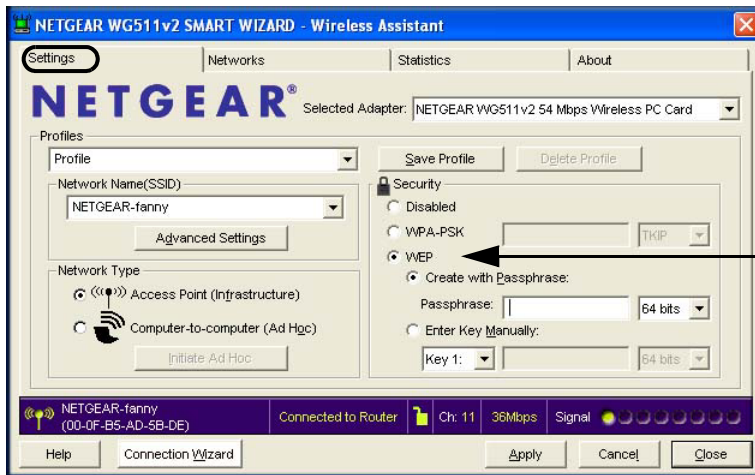 NETGEAR WG511v2 SMART WIZARD - Wireless Assistant
Settings Networks Statistics About
NETGEAR® Selected Adapter: NETGEAR WG511v2 54 Mbps Wireless PC Card
Profiles
Profile Save Profile Delete Profile
Network Name(SSID) Security
NETGEAR-fanny Disabled
WPA-PSK TKIP
Advanced Settings
WEP
Network Type Create with Passphrase:
Access Point (Infrastructure) Passphrase: 64 bits
Computer-to-computer (Ad Hoc) Enter Key Manually:
Initiate Ad Hoc Key 1: 64 bits
NETGEAR-fanny
(00-0F-B5-AD-5B-DE) Connected to Router Ch: 11 36Mbps Signal
Help Connection Wizard Apply Cancel Close